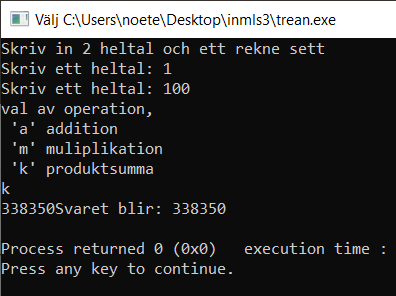 Välj C:\Users\noete\Desktop\inmls3\trean.exe
Skriv in 2 heltal och ett rekne sett
Skriv ett heltal: 1
Skriv ett heltal: 100
val av operation,
'a' addition
'm' muliplikation
'k' produktsumma
k
338350Svaret blir: 338350
Process returned 0 (0x0)   execution time :
Press any key to continue.